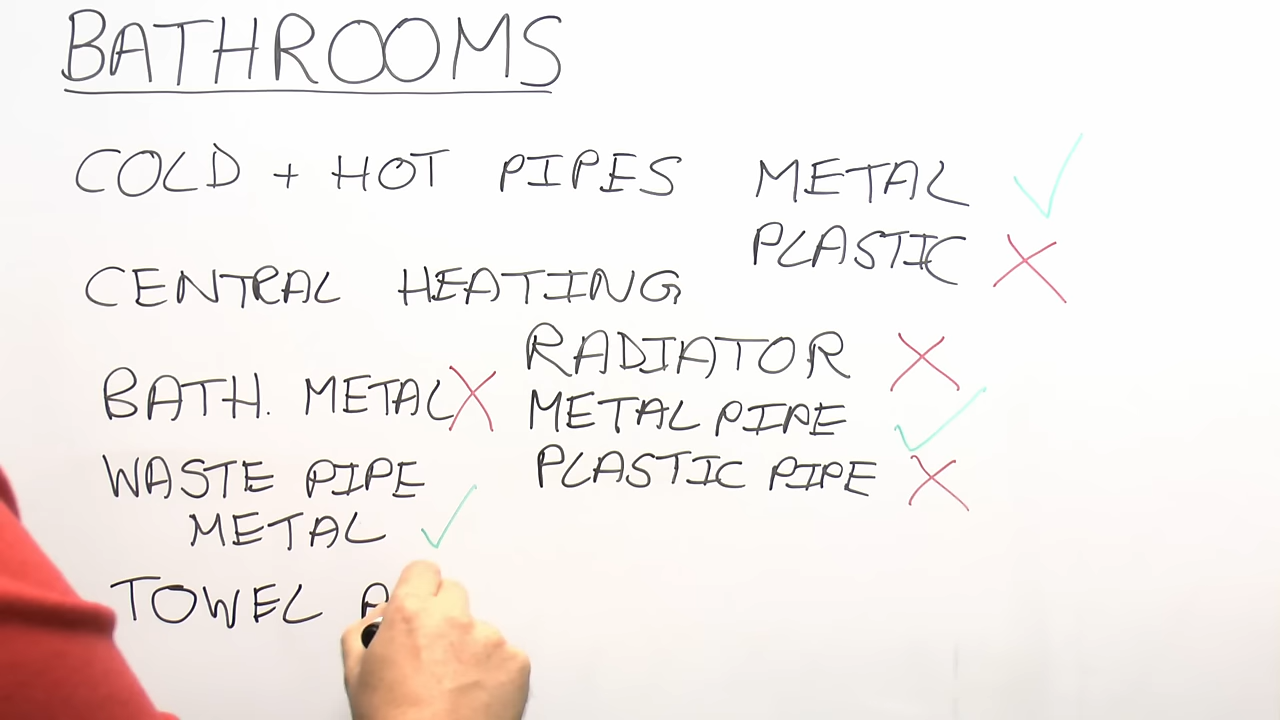 BATHROOMS
COLD + HOT PIPES METAL ✓
PLASTIC X
CENTRAL HEATING
RADIATOR X
BATH. METAL X METAL PIPE ✓
WASTE PIPE PLASTIC PIPE X
METAL ✓
TOWEL